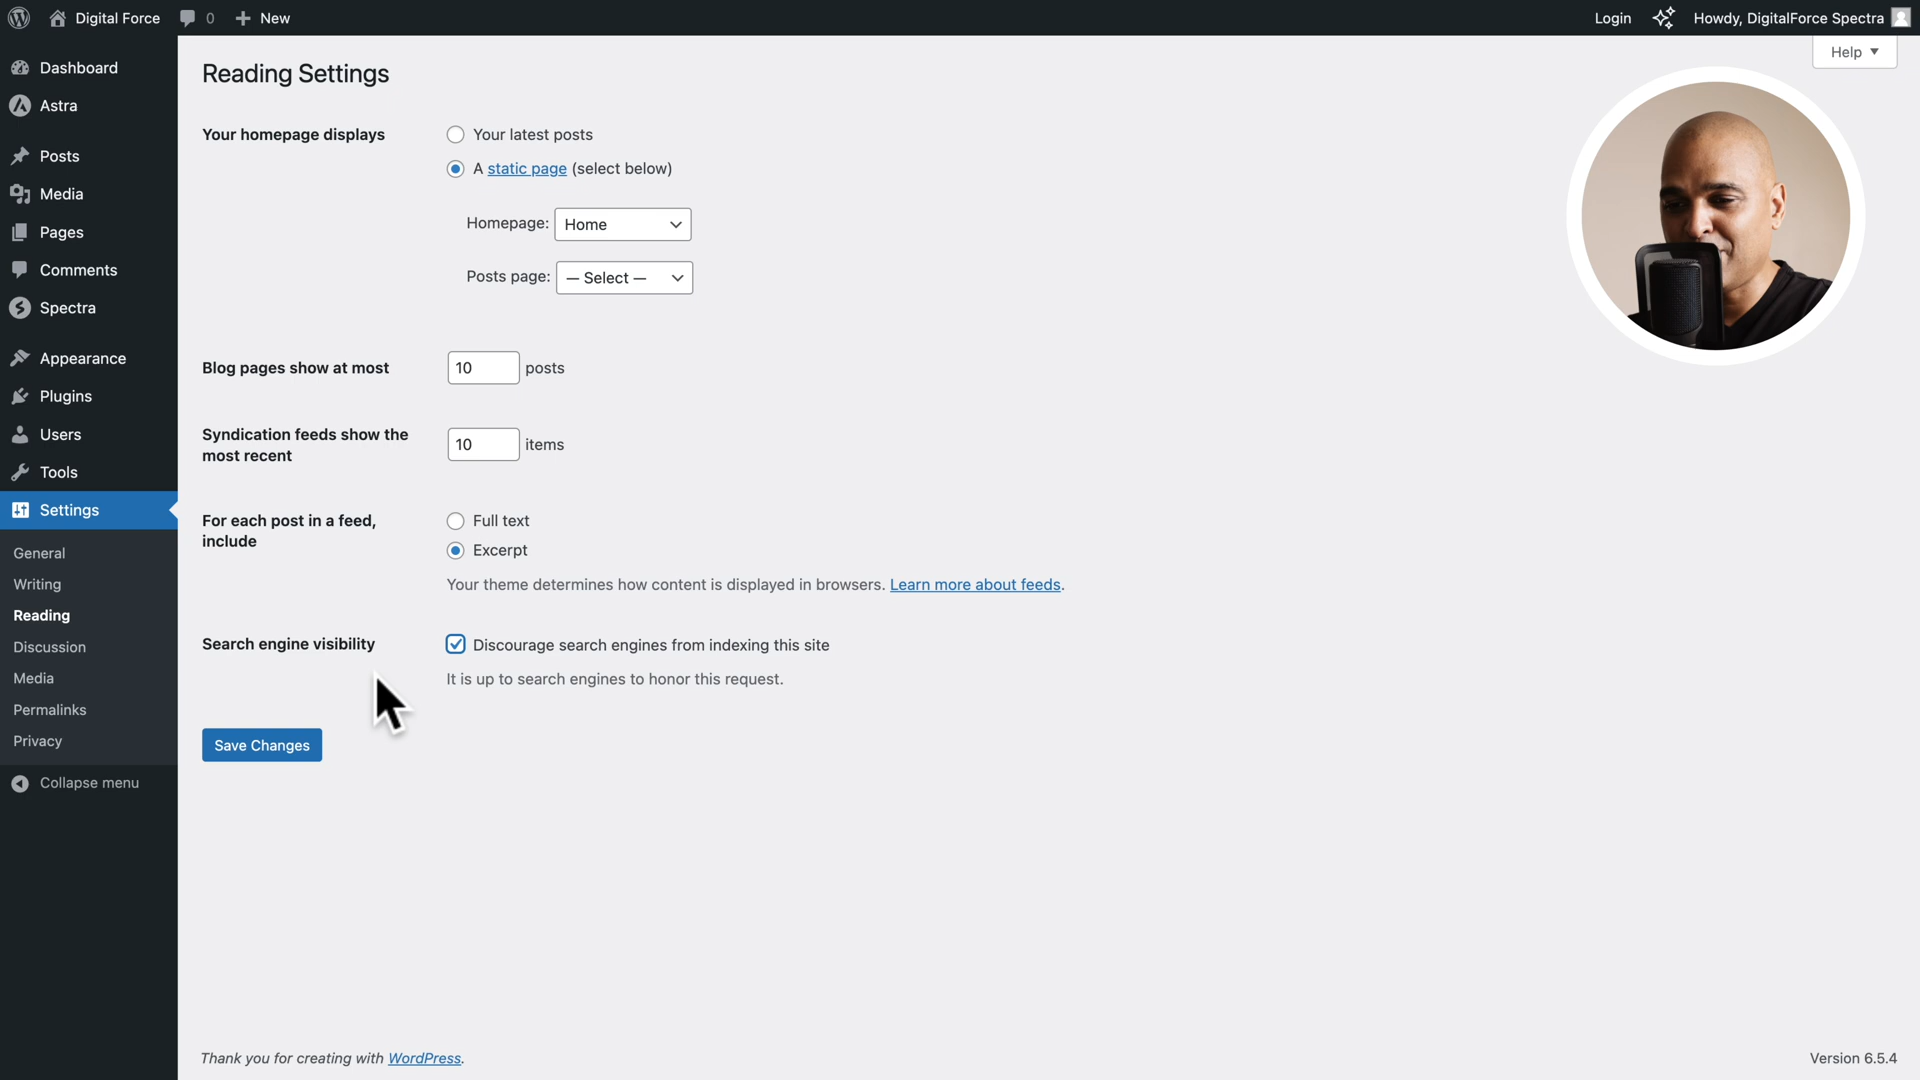 Digital Force
0
New
Login
Howdy, DigitalForce Spectra
Help
Dashboard
Astra
Posts
Media
Pages
Comments
Spectra
Appearance
Plugins
Users
Tools
Settings
General
Writing
Reading
Discussion
Media
Permalinks
Privacy
Collapse menu
Reading Settings
Your homepage displays
Your latest posts
A static page (select below)
Homepage: Home
Posts page: — Select —
Blog pages show at most
10 posts
Syndication feeds show the
most recent
10 items
For each post in a feed,
include
Full text
Excerpt
Your theme determines how content is displayed in browsers. Learn more about feeds.
Search engine visibility
Discourage search engines from indexing this site
It is up to search engines to honor this request.
Save Changes
Thank you for creating with WordPress.
Version 6.5.4